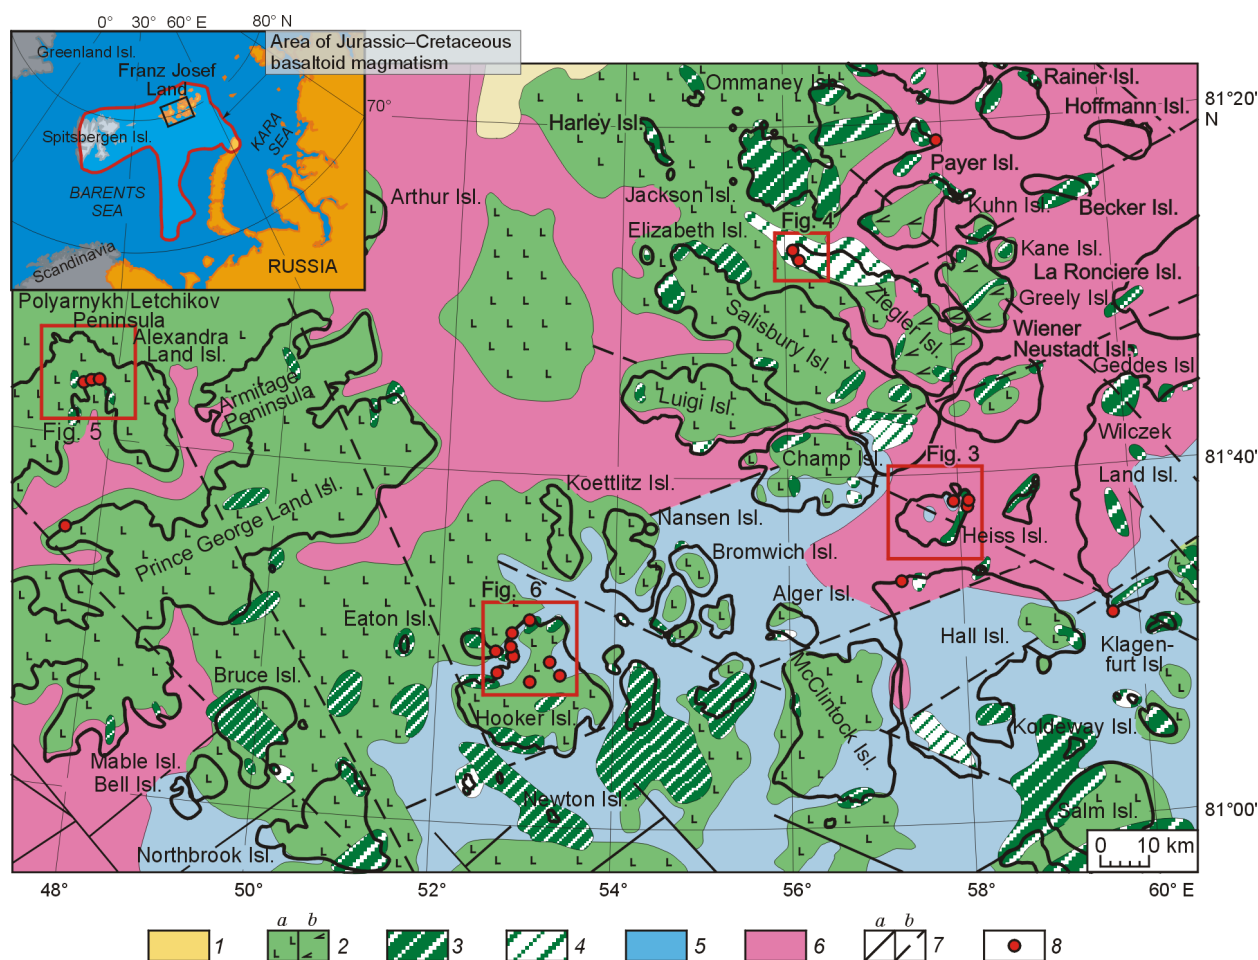 0° 30° 60° E 80° N
Area of Jurassic–Cretaceous
basaltoid magmatism
Greenland Isl.
Franz Josef
Land
70°
Spitsbergen Isl.
KARA
SEA
BARENTS
SEA
Scandinavia
RUSSIA
Ommaney Isl.
Rainer Isl.
Hoffmann Isl.
81°20'
N
Harley Isl.
Payer Isl.
Arthur Isl.
Jackson Isl.
Kuhn Isl.
Becker Isl.
Elizabeth Isl.
Fig. 4
Kane Isl.
La Ronciere Isl.
Greely Isl.
Polyarnykh Letchikov
Peninsula
Alexandra
Land Isl.
Salisbury Isl.
Ziegler Isl.
Wiener
Neustadt Isl.
Geddes Isl.
Armitage
Peninsula
Luigi Isl.
Fig. 5
Wilczek
Land Isl.
Champ Isl.
Fig. 3
81°40'
Koettlitz Isl.
Prince George Land Isl.
Nansen Isl.
Heiss Isl.
Bromwich Isl.
Fig. 6
Alger Isl.
Eaton Isl.
Hall Isl.
Klagen-
furt Isl.
Bruce Isl.
McClintock Isl.
Hooker Isl.
Koldeway Isl.
Mable Isl.
Bell Isl.
Newton Isl.
Salm Isl.
81°00'
Northbrook Isl.
0 10 km
48° 50° 52° 54° 56° 58° 60° E
1
a b 2
3
4
5
6
a b 7
8